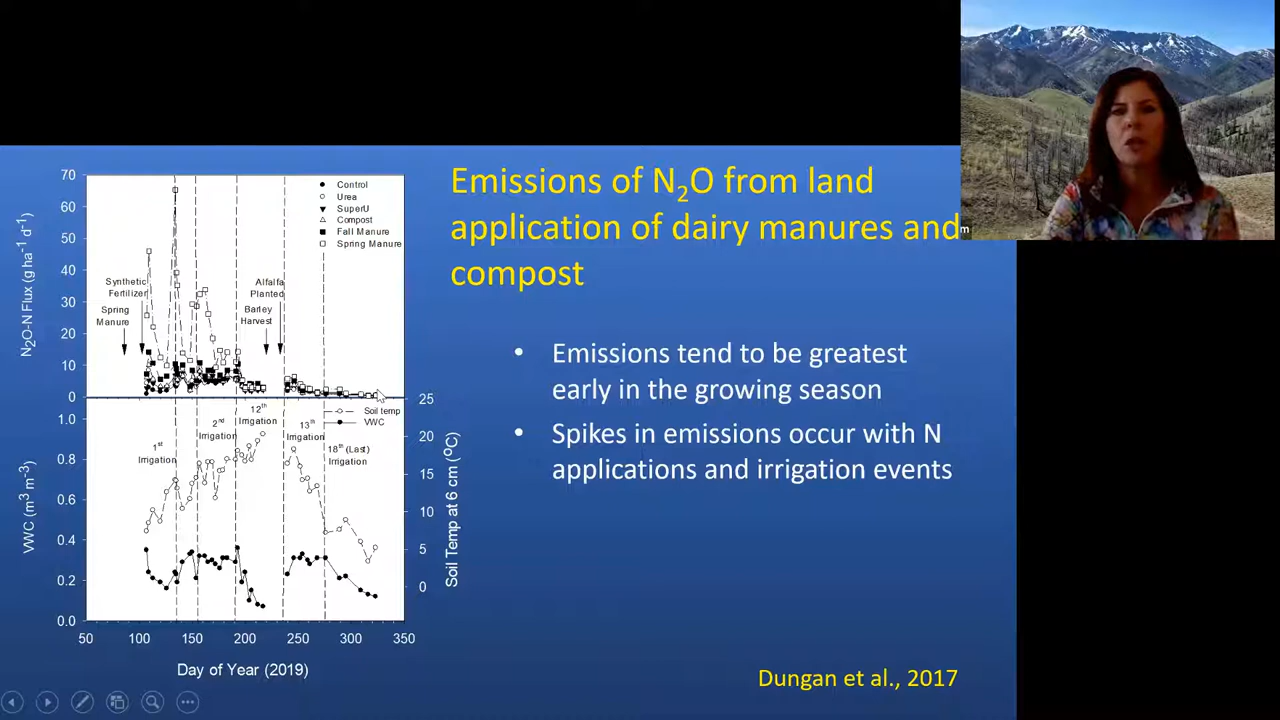 Emissions of N2O from land
application of dairy manures and
compost
m
• Emissions tend to be greatest
early in the growing season
• Spikes in emissions occur with N
applications and irrigation events
Dungan et al., 2017
N2O-N Flux (g ha-1 d-1)
70
60
50
40
30
20
10
0
Control
Urea
SuperU
Compost
Fall Manure
Spring Manure
Synthetic
Fertilizer
Spring
Manure
Alfalfa
Planted
Barley
Harvest
VWC (m3 m-3)
1.0
0.8
0.6
0.4
0.2
0.0
1st
Irrigation
2nd
Irrigation
12th
Irrigation
13th
Irrigation
18th (Last)
Irrigation
Soil temp
VWC
25
20
15
10
5
0
Soil Temp at 6 cm (oC)
50 100 150 200 250 300 350
Day of Year (2019)